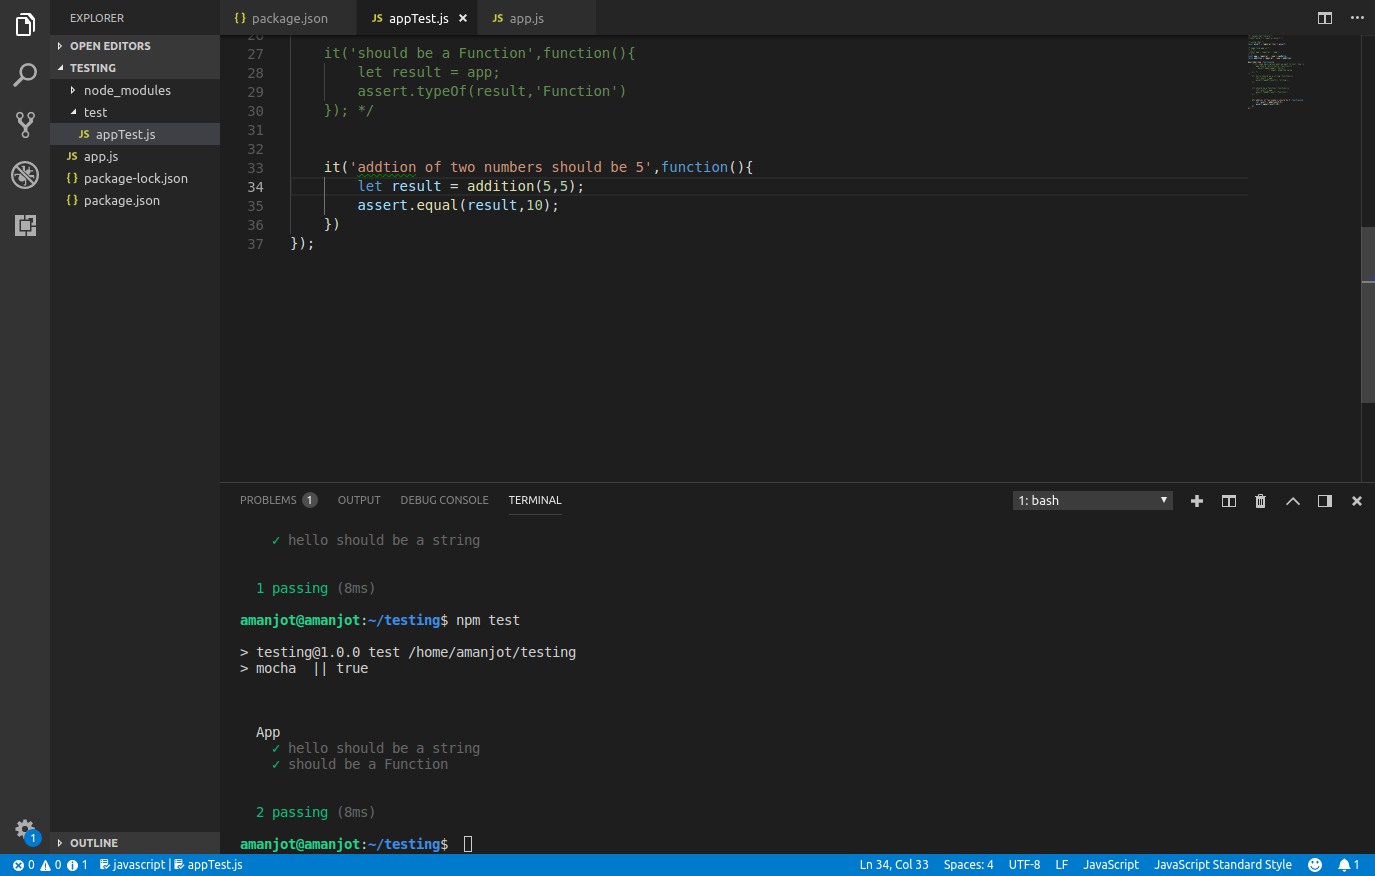 EXPLORER
OPEN EDITORS
TESTING
node_modules
test
JS appTest.js
JS app.js
{} package-lock.json
{} package.json
OUTLINE
1
{} package.json
JS appTest.js ×
JS app.js
27 it('should be a Function',function(){
28 let result = app;
29 assert.typeOf(result,'Function')
30 }); */
31
32
33 it('addtion of two numbers should be 5',function(){
34 let result = addition(5,5);
35 assert.equal(result,10);
36 })
37 });
PROBLEMS 1 OUTPUT DEBUG CONSOLE TERMINAL 1: bash
✓ hello should be a string
1 passing (8ms)
amanjot@amanjot:~/testing$ npm test
> testing@1.0.0 test /home/amanjot/testing
> mocha || true
App
✓ hello should be a string
✓ should be a Function
2 passing (8ms)
amanjot@amanjot:~/testing$
0 0 1 javascript | appTest.js Ln 34, Col 33 Spaces: 4 UTF-8 LF JavaScript JavaScript Standard Style 1